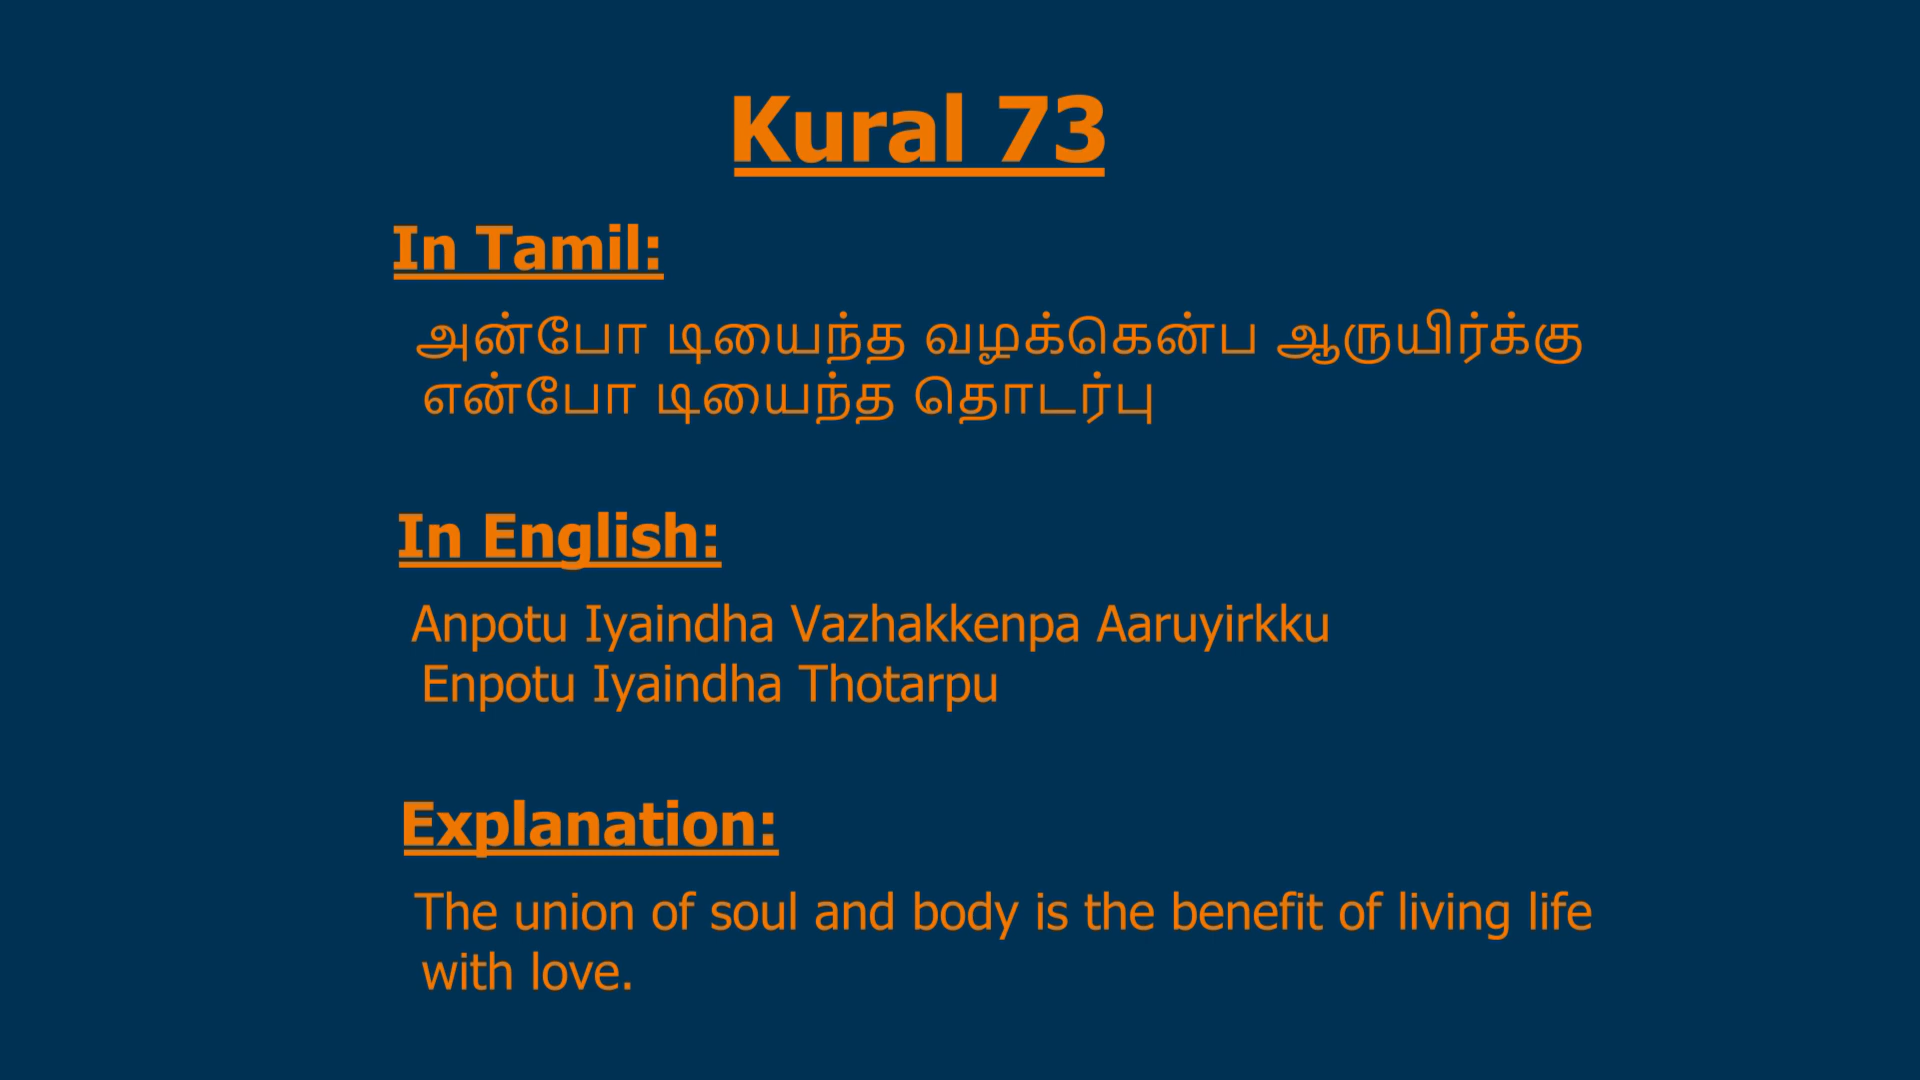 Kural 73
In Tamil:
அன்போ டியைந்த வழக்கென்ப ஆருயிர்க்கு
என்போ டியைந்த தொடர்பு
In English:
Anpotu Iyaindha Vazhakkenpa Aaruyirkku
Enpotu Iyaindha Thotarpu
Explanation:
The union of soul and body is the benefit of living life
with love.